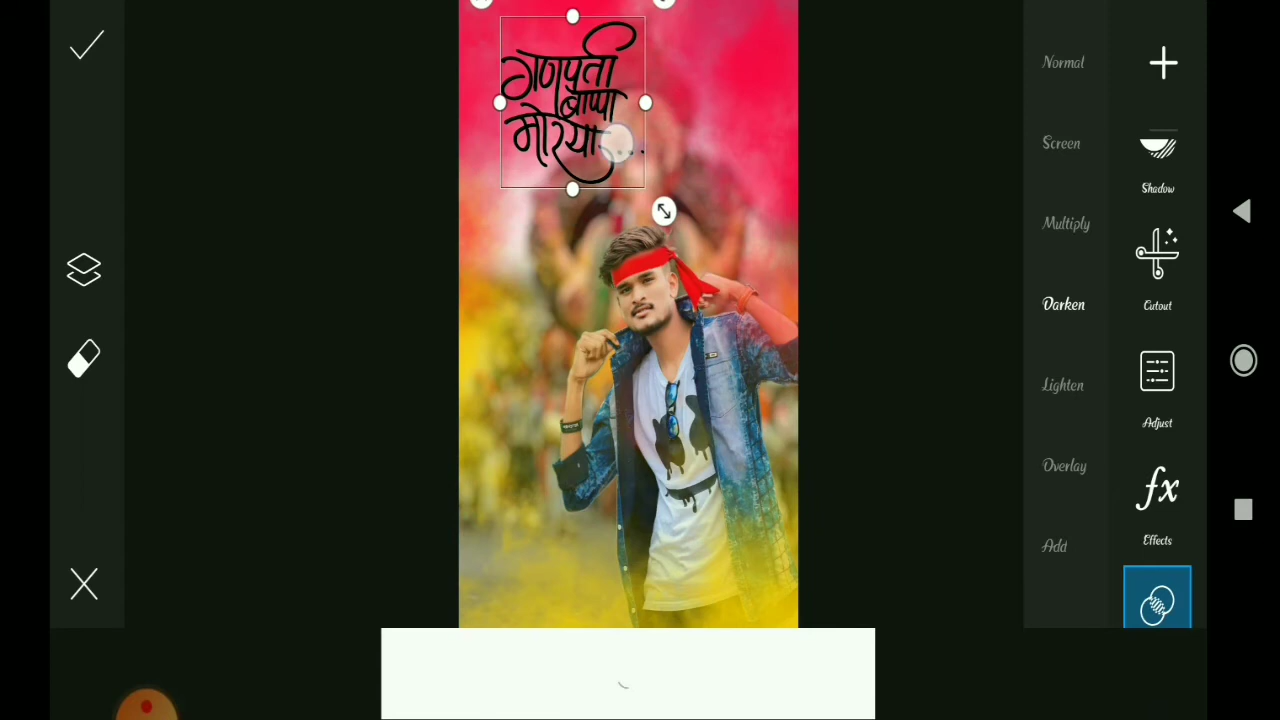 गणपती
बाप्पा
मोरया...
Normal
Screen
Multiply
Darken
Lighten
Overlay
Add
Shadow
Cutout
Adjust
fx
Effects